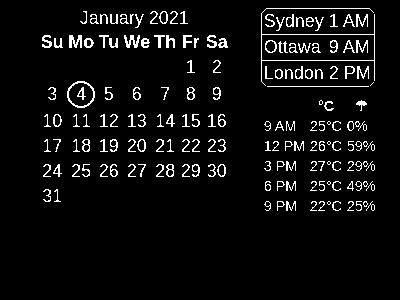 January 2021
Su Mo Tu We Th Fr Sa
1 2
3 4 5 6 7 8 9
10 11 12 13 14 15 16
17 18 19 20 21 22 23
24 25 26 27 28 29 30
31
Sydney 1 AM
Ottawa 9 AM
London 2 PM
°C ☂
9 AM 25°C 0%
12 PM 26°C 59%
3 PM 27°C 29%
6 PM 25°C 49%
9 PM 22°C 25%